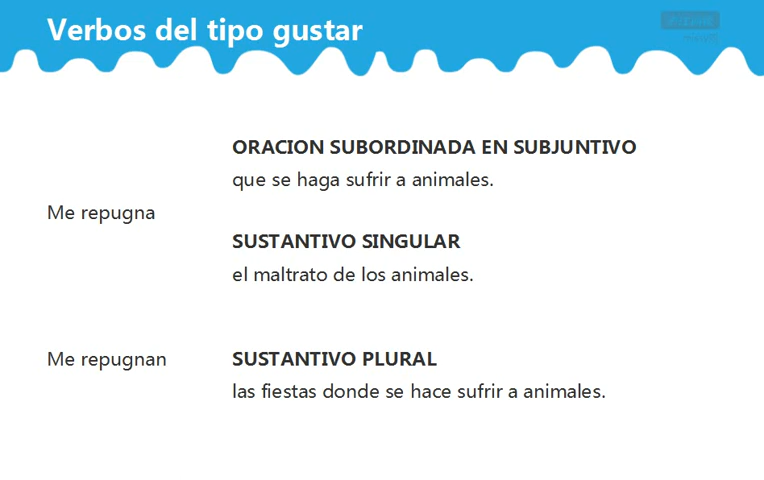 Verbos del tipo gustar
ORACION SUBORDINADA EN SUBJUNTIVO
que se haga sufrir a animales.
Me repugna
SUSTANTIVO SINGULAR
el maltrato de los animales.
Me repugnan
SUSTANTIVO PLURAL
las fiestas donde se hace sufrir a animales.